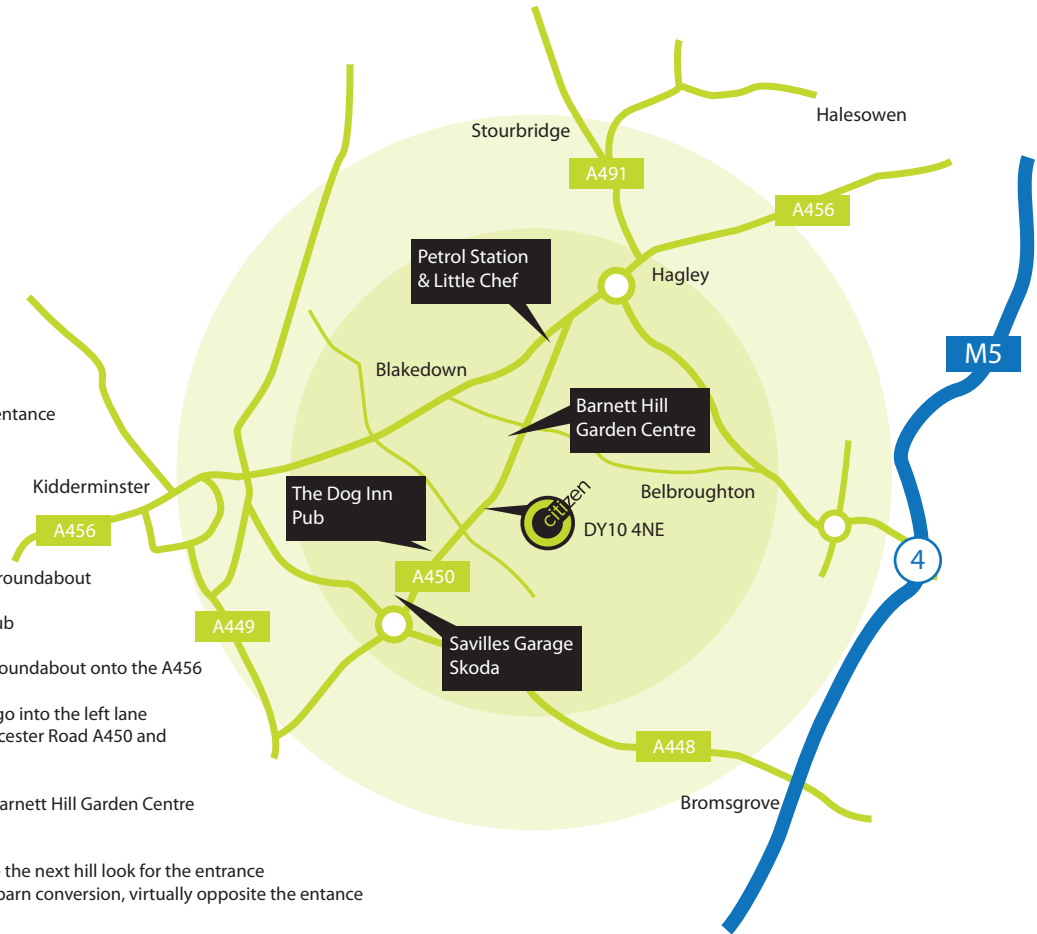 Halesowen
Stourbridge
A491
A456
Petrol Station
& Little Chef
Hagley
M5
Blakedown
Barnett Hill
Garden Centre
entance
Kidderminster
The Dog Inn
Pub
Belbroughton
citizen
DY10 4NE
A456
4
A450
roundabout
ub
A449
Savilles Garage
Skoda
roundabout onto the A456
go into the left lane
cester Road A450 and
A448
Bromsgrove
arnett Hill Garden Centre
the next hill look for the entrance
barn conversion, virtually opposite the entance